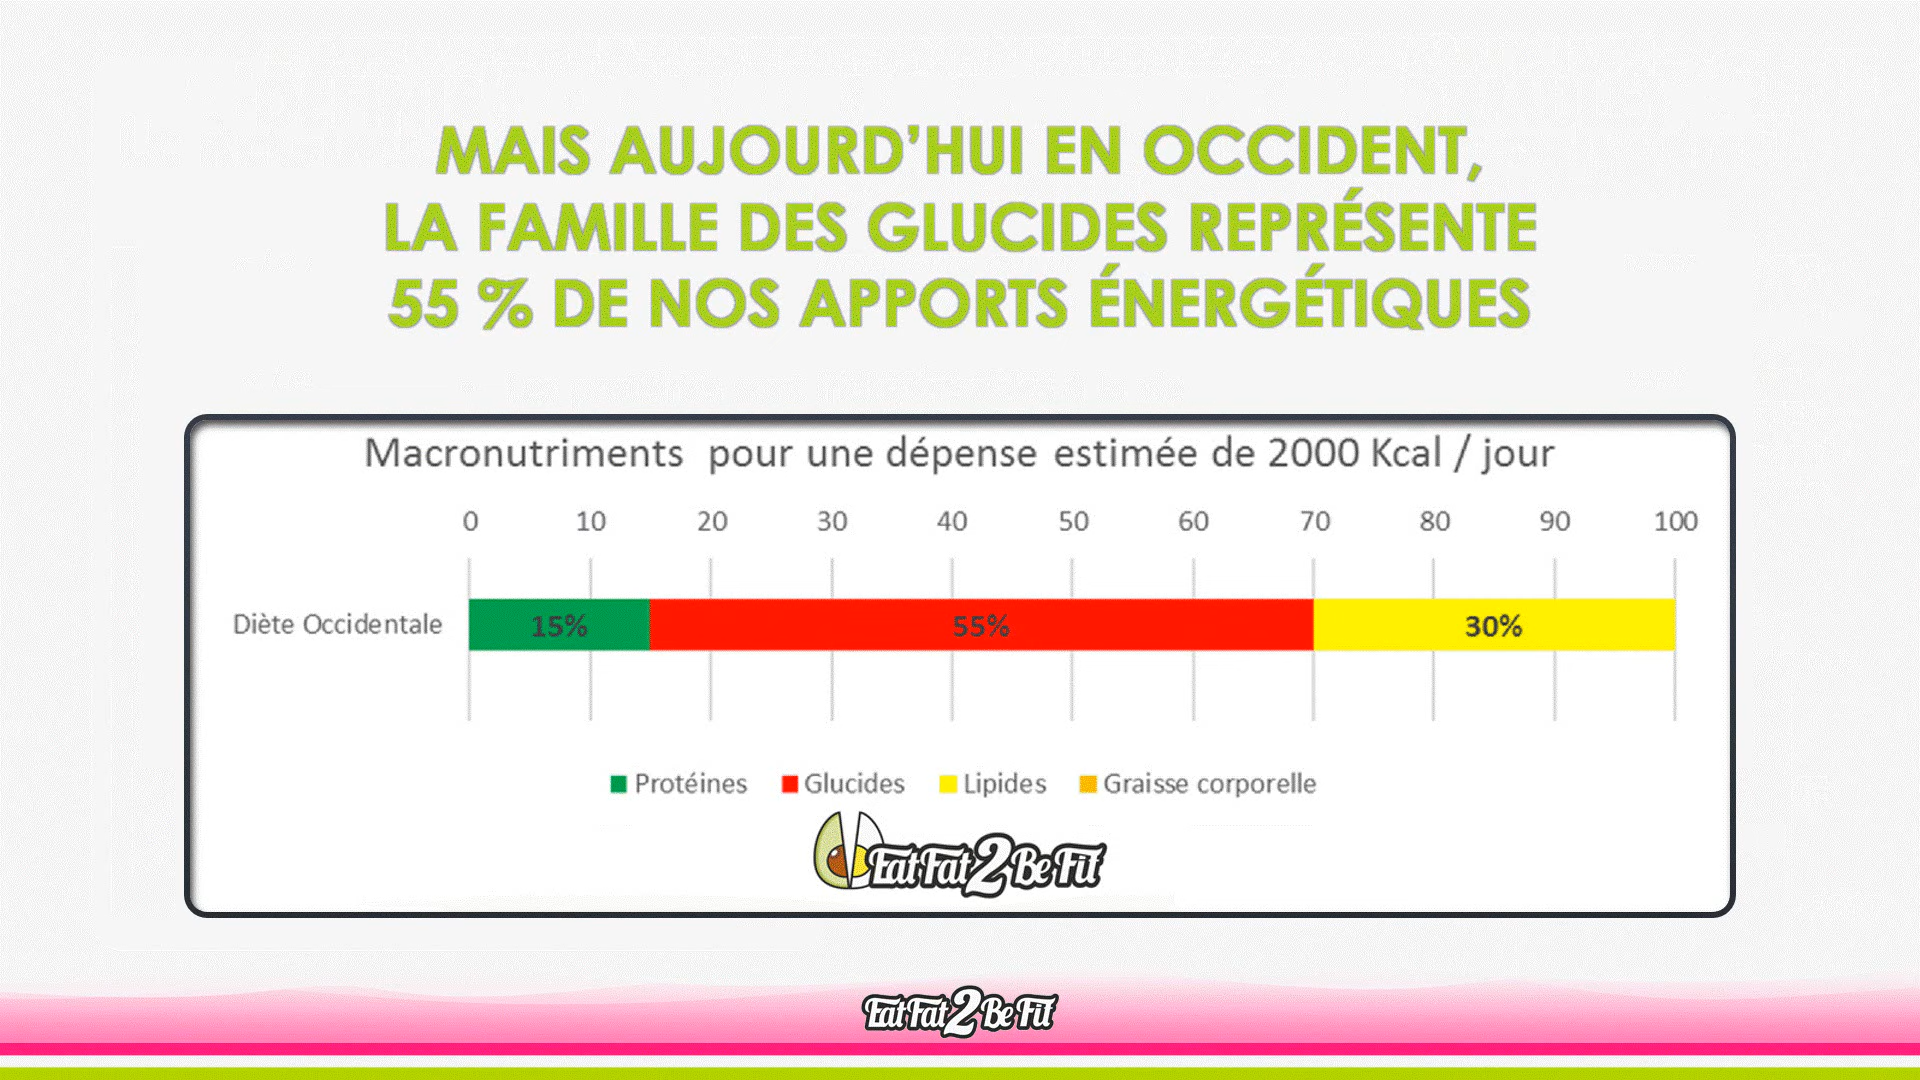 MAIS AUJOURD’HUI EN OCCIDENT,
LA FAMILLE DES GLUCIDES REPRÉSENTE
55 % DE NOS APPORTS ÉNERGÉTIQUES
Macronutriments pour une dépense estimée de 2000 Kcal / jour
0 10 20 30 40 50 60 70 80 90 100
Diète Occidentale 15% 55% 30%
Protéines Glucides Lipides Graisse corporelle
EatFat2BeFit
EatFat2BeFit